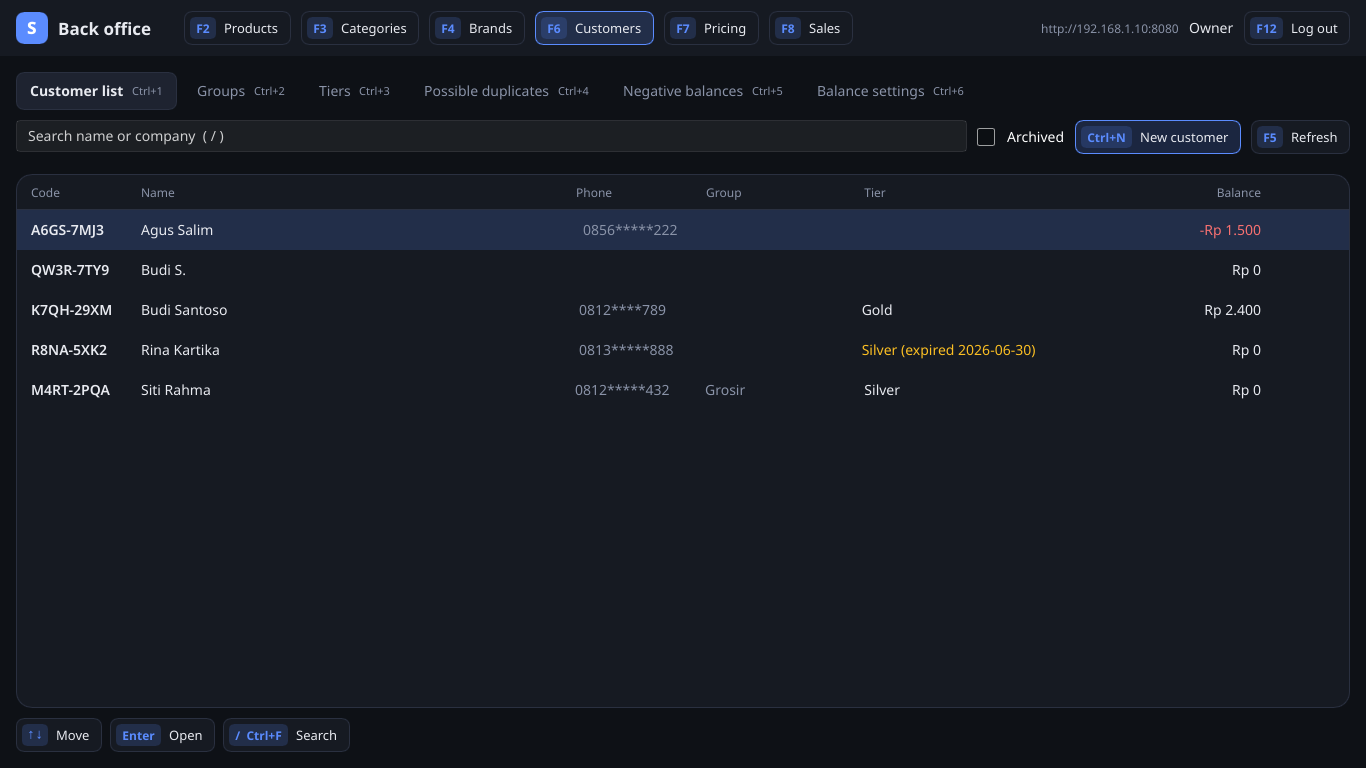 S Back office F2 Products F3 Categories F4 Brands F6 Customers F7 Pricing F8 Sales http://192.168.1.10:8080 Owner F12 Log out
Customer list Ctrl+1 Groups Ctrl+2 Tiers Ctrl+3 Possible duplicates Ctrl+4 Negative balances Ctrl+5 Balance settings Ctrl+6
Search name or company ( / ) Archived Ctrl+N New customer F5 Refresh
Code Name Phone Group Tier Balance
A6GS-7MJ3 Agus Salim 0856*****222 -Rp 1.500
QW3R-7TY9 Budi S. Rp 0
K7QH-29XM Budi Santoso 0812****789 Gold Rp 2.400
R8NA-5XK2 Rina Kartika 0813*****888 Silver (expired 2026-06-30) Rp 0
M4RT-2PQA Siti Rahma 0812*****432 Grosir Silver Rp 0
↑↓ Move Enter Open / Ctrl+F Search